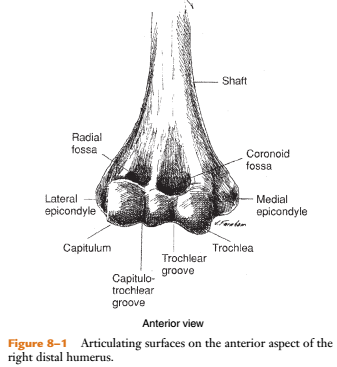 Shaft
Radial
fossa
Coronoid
fossa
Lateral
epicondyle
Medial
epicondyle
Capitulum
Trochlea
Trochlear
groove
Capitulo-
trochlear
groove
Anterior view
Figure 8–1 Articulating surfaces on the anterior aspect of the
right distal humerus.